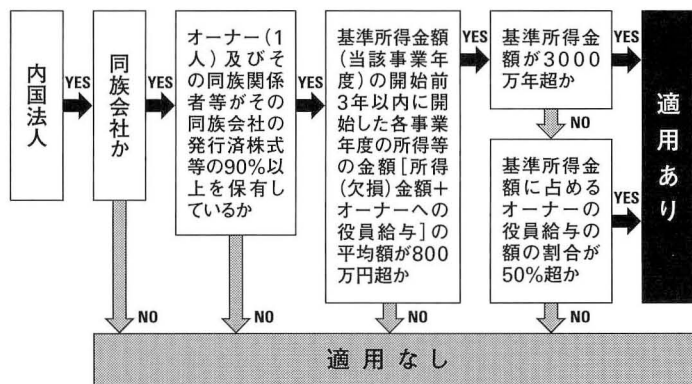 内国法人
YES
同族会社か
YES
オーナー(1
人)及びそ
の同族関係
者等がその
同族会社の
発行済株式
等の90%以
上を保有し
ているか
YES
基準所得金額
(当該事業年
度)の開始前
3年以内に開
始した各事業
年度の所得等
の金額[所得
(欠損)金額+
オーナーへの
役員給与]の
平均額が800
万円超か
YES
基準所得金
額が3000
万年超か
YES
NO
基準所得金
額に占める
オーナーの
役員給与の
額の割合が
50%超か
YES
適用あり
NO
NO
NO
NO
適用なし